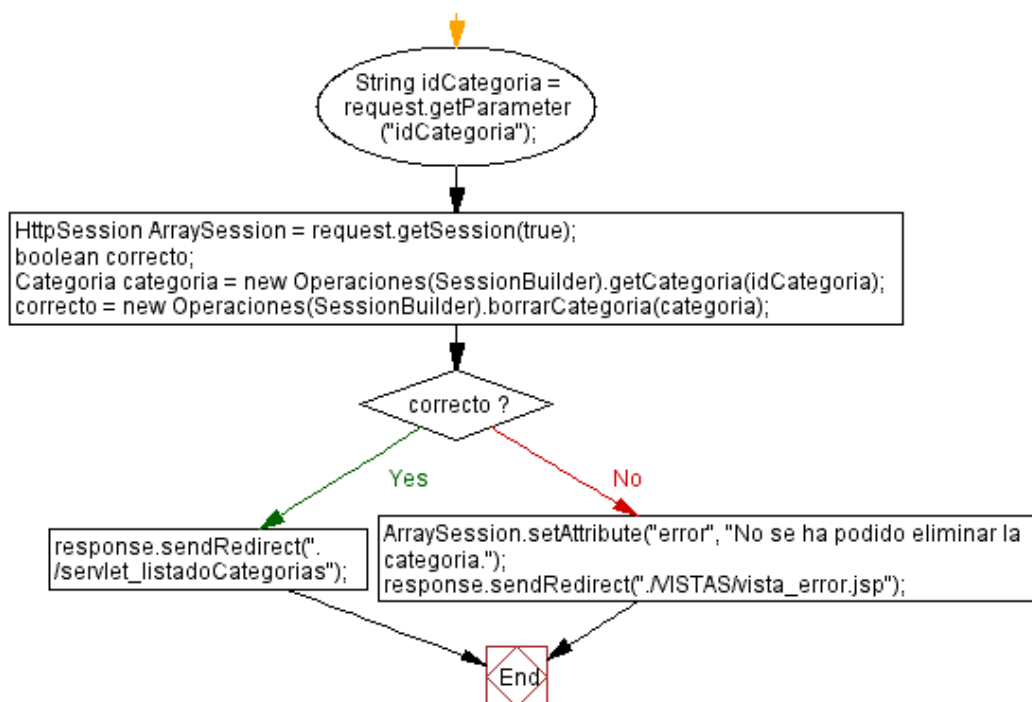 String idCategoria =
request.getParameter
("idCategoria");
HttpSession ArraySession = request.getSession(true);
boolean correcto;
Categoria categoria = new Operaciones(SessionBuilder).getCategoria(idCategoria);
correcto = new Operaciones(SessionBuilder).borrarCategoria(categoria);
correcto ?
Yes
No
response.sendRedirect(".
/servlet_listadoCategorias");
ArraySession.setAttribute("error", "No se ha podido eliminar la
categoria.");
response.sendRedirect("./VISTAS/vista_error.jsp");
End